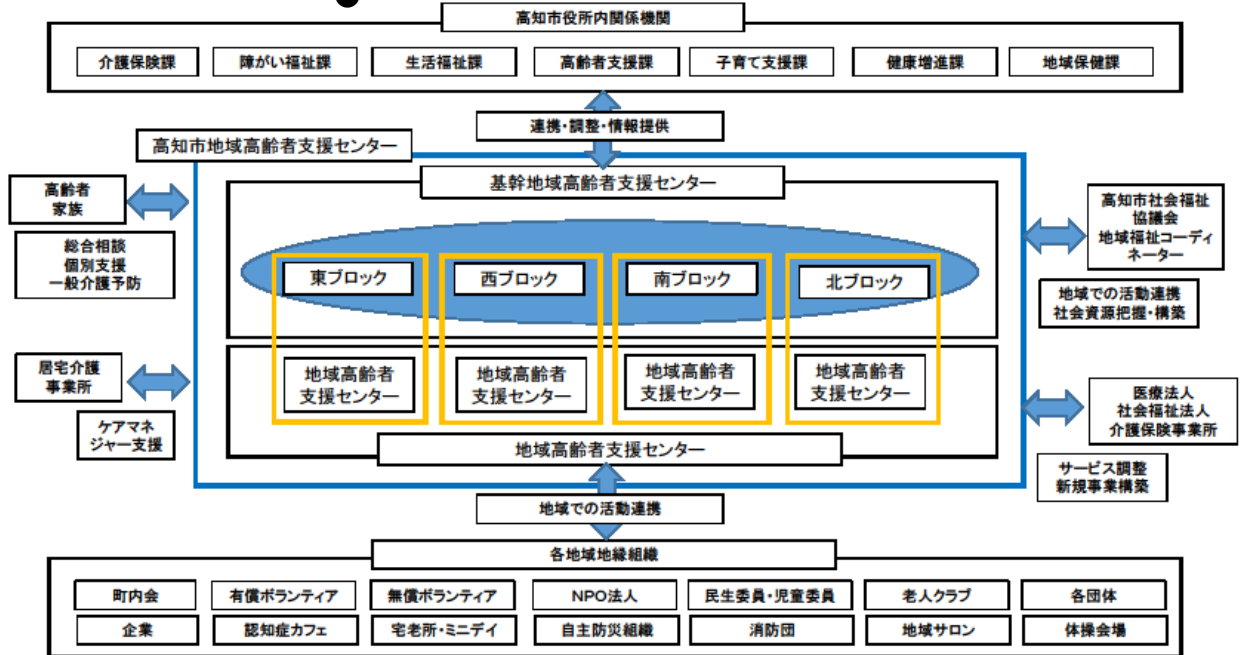 高知市役所内関係機関
介護保険課 障がい福祉課 生活福祉課 高齢者支援課 子育て支援課 健康増進課 地域保健課
連携・調整・情報提供
高知市地域高齢者支援センター
基幹地域高齢者支援センター
高齢者
家族
総合相談
個別支援
一般介護予防
高知市社会福祉
協議会
地域福祉コーディ
ネーター
地域での活動連携
社会資源把握・構築
東ブロック 西ブロック 南ブロック 北ブロック
居宅介護
事業所
ケアマネ
ジャー支援
地域高齢者 地域高齢者 地域高齢者 地域高齢者
支援センター 支援センター 支援センター 支援センター
医療法人
社会福祉法人
介護保険事業所
サービス調整
新規事業構築
地域高齢者支援センター
地域での活動連携
各地域地縁組織
町内会 有償ボランティア 無償ボランティア NPO法人 民生委員・児童委員 老人クラブ 各団体
企業 認知症カフェ 宅老所・ミニデイ 自主防災組織 消防団 地域サロン 体操会場